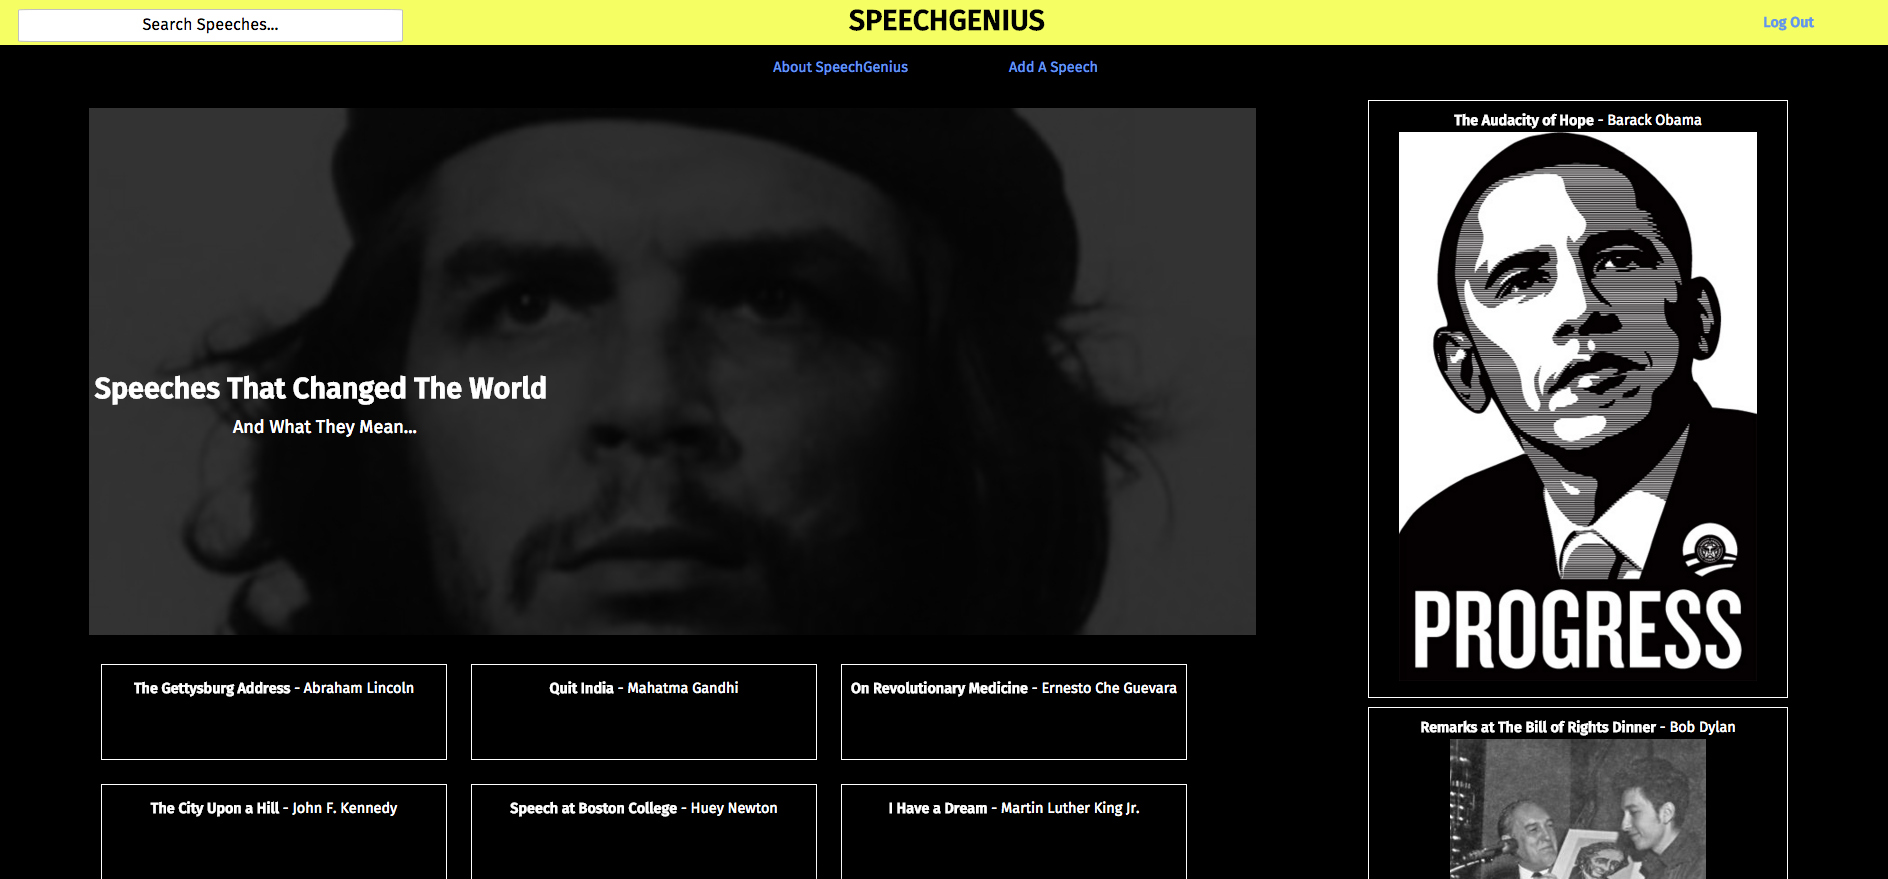 Search Speeches...
SPEECHGENIUS
Log Out
About SpeechGenius
Add A Speech
Speeches That Changed The World
And What They Mean...
The Gettysburg Address - Abraham Lincoln
Quit India - Mahatma Gandhi
On Revolutionary Medicine - Ernesto Che Guevara
The City Upon a Hill - John F. Kennedy
Speech at Boston College - Huey Newton
I Have a Dream - Martin Luther King Jr.
The Audacity of Hope - Barack Obama
PROGRESS
Remarks at The Bill of Rights Dinner - Bob Dylan